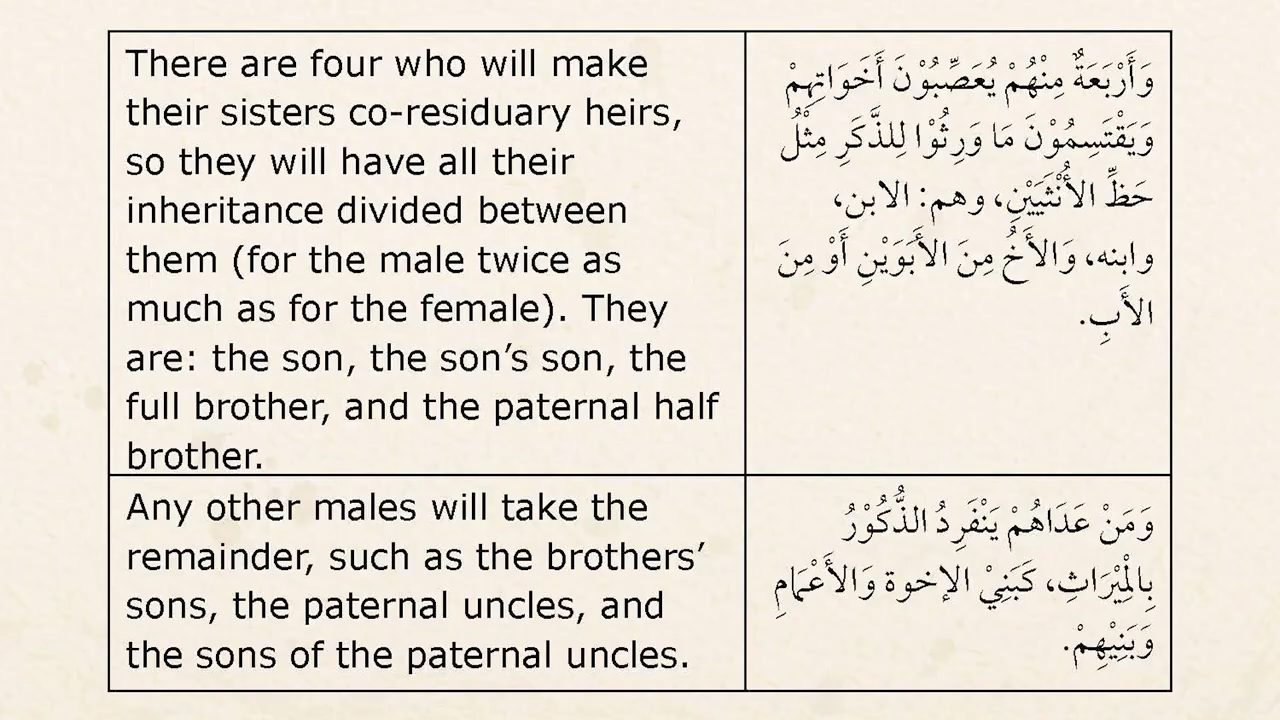 There are four who will make
their sisters co-residuary heirs,
so they will have all their
inheritance divided between
them (for the male twice as
much as for the female). They
are: the son, the son’s son, the
full brother, and the paternal half
brother.
وَأَرْبَعَةٌ مِنْهُمْ يُعَصِّبُوْنَ أَخَوَاتِهِمْ
وَيَقْتَسِمُوْنَ مَا وَرِثُوْا لِلذَّكَرِ مِثْلُ
حَظِّ الأُنْثَيَيْنِ، وهم: الابن،
وابنه، وَالأَخُ مِنَ الأَبَوَيْنِ أَوْ مِنَ
الأَبِ.
Any other males will take the
remainder, such as the brothers’
sons, the paternal uncles, and
the sons of the paternal uncles.
وَمَنْ عَدَاهُمْ يَنْفَرِدُ الذُّكُوْرُ
بِالْمِيْرَاثِ، كَبَنِيْ الإخوة وَالأَعْمَامِ
وَبَنِيْهِمْ.